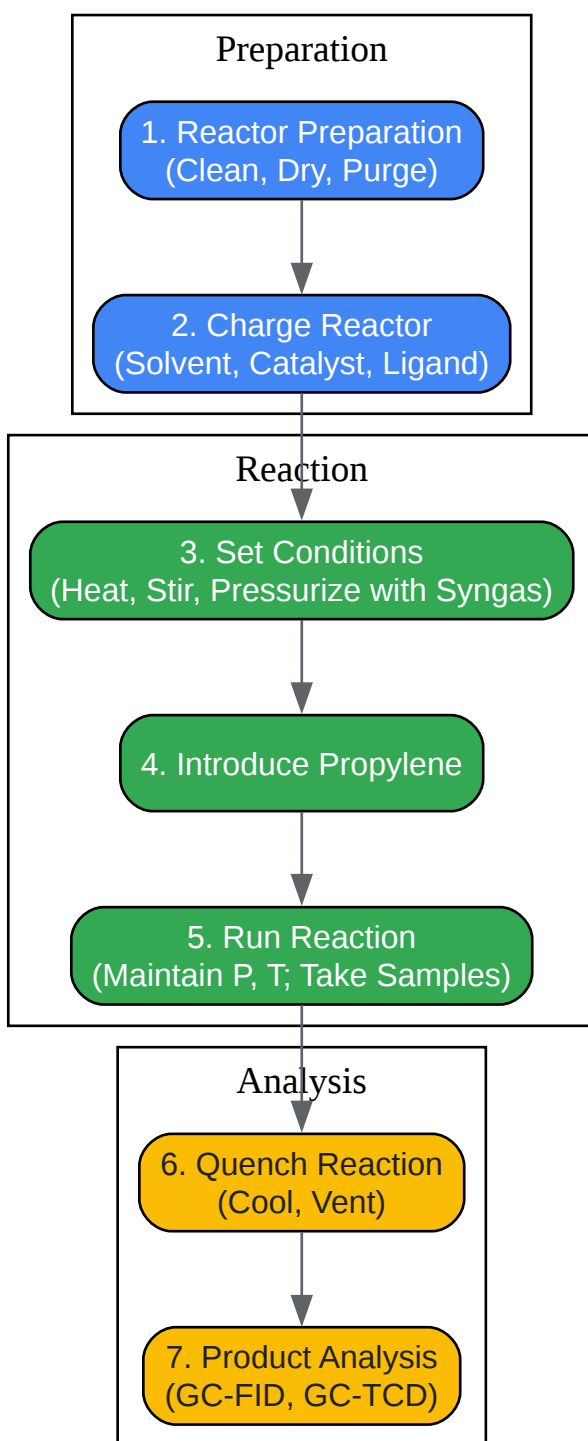 Preparation
1. Reactor Preparation
(Clean, Dry, Purge)
2. Charge Reactor
(Solvent, Catalyst, Ligand)
Reaction
3. Set Conditions
(Heat, Stir, Pressurize with Syngas)
4. Introduce Propylene
5. Run Reaction
(Maintain P, T; Take Samples)
Analysis
6. Quench Reaction
(Cool, Vent)
7. Product Analysis
(GC-FID, GC-TCD)